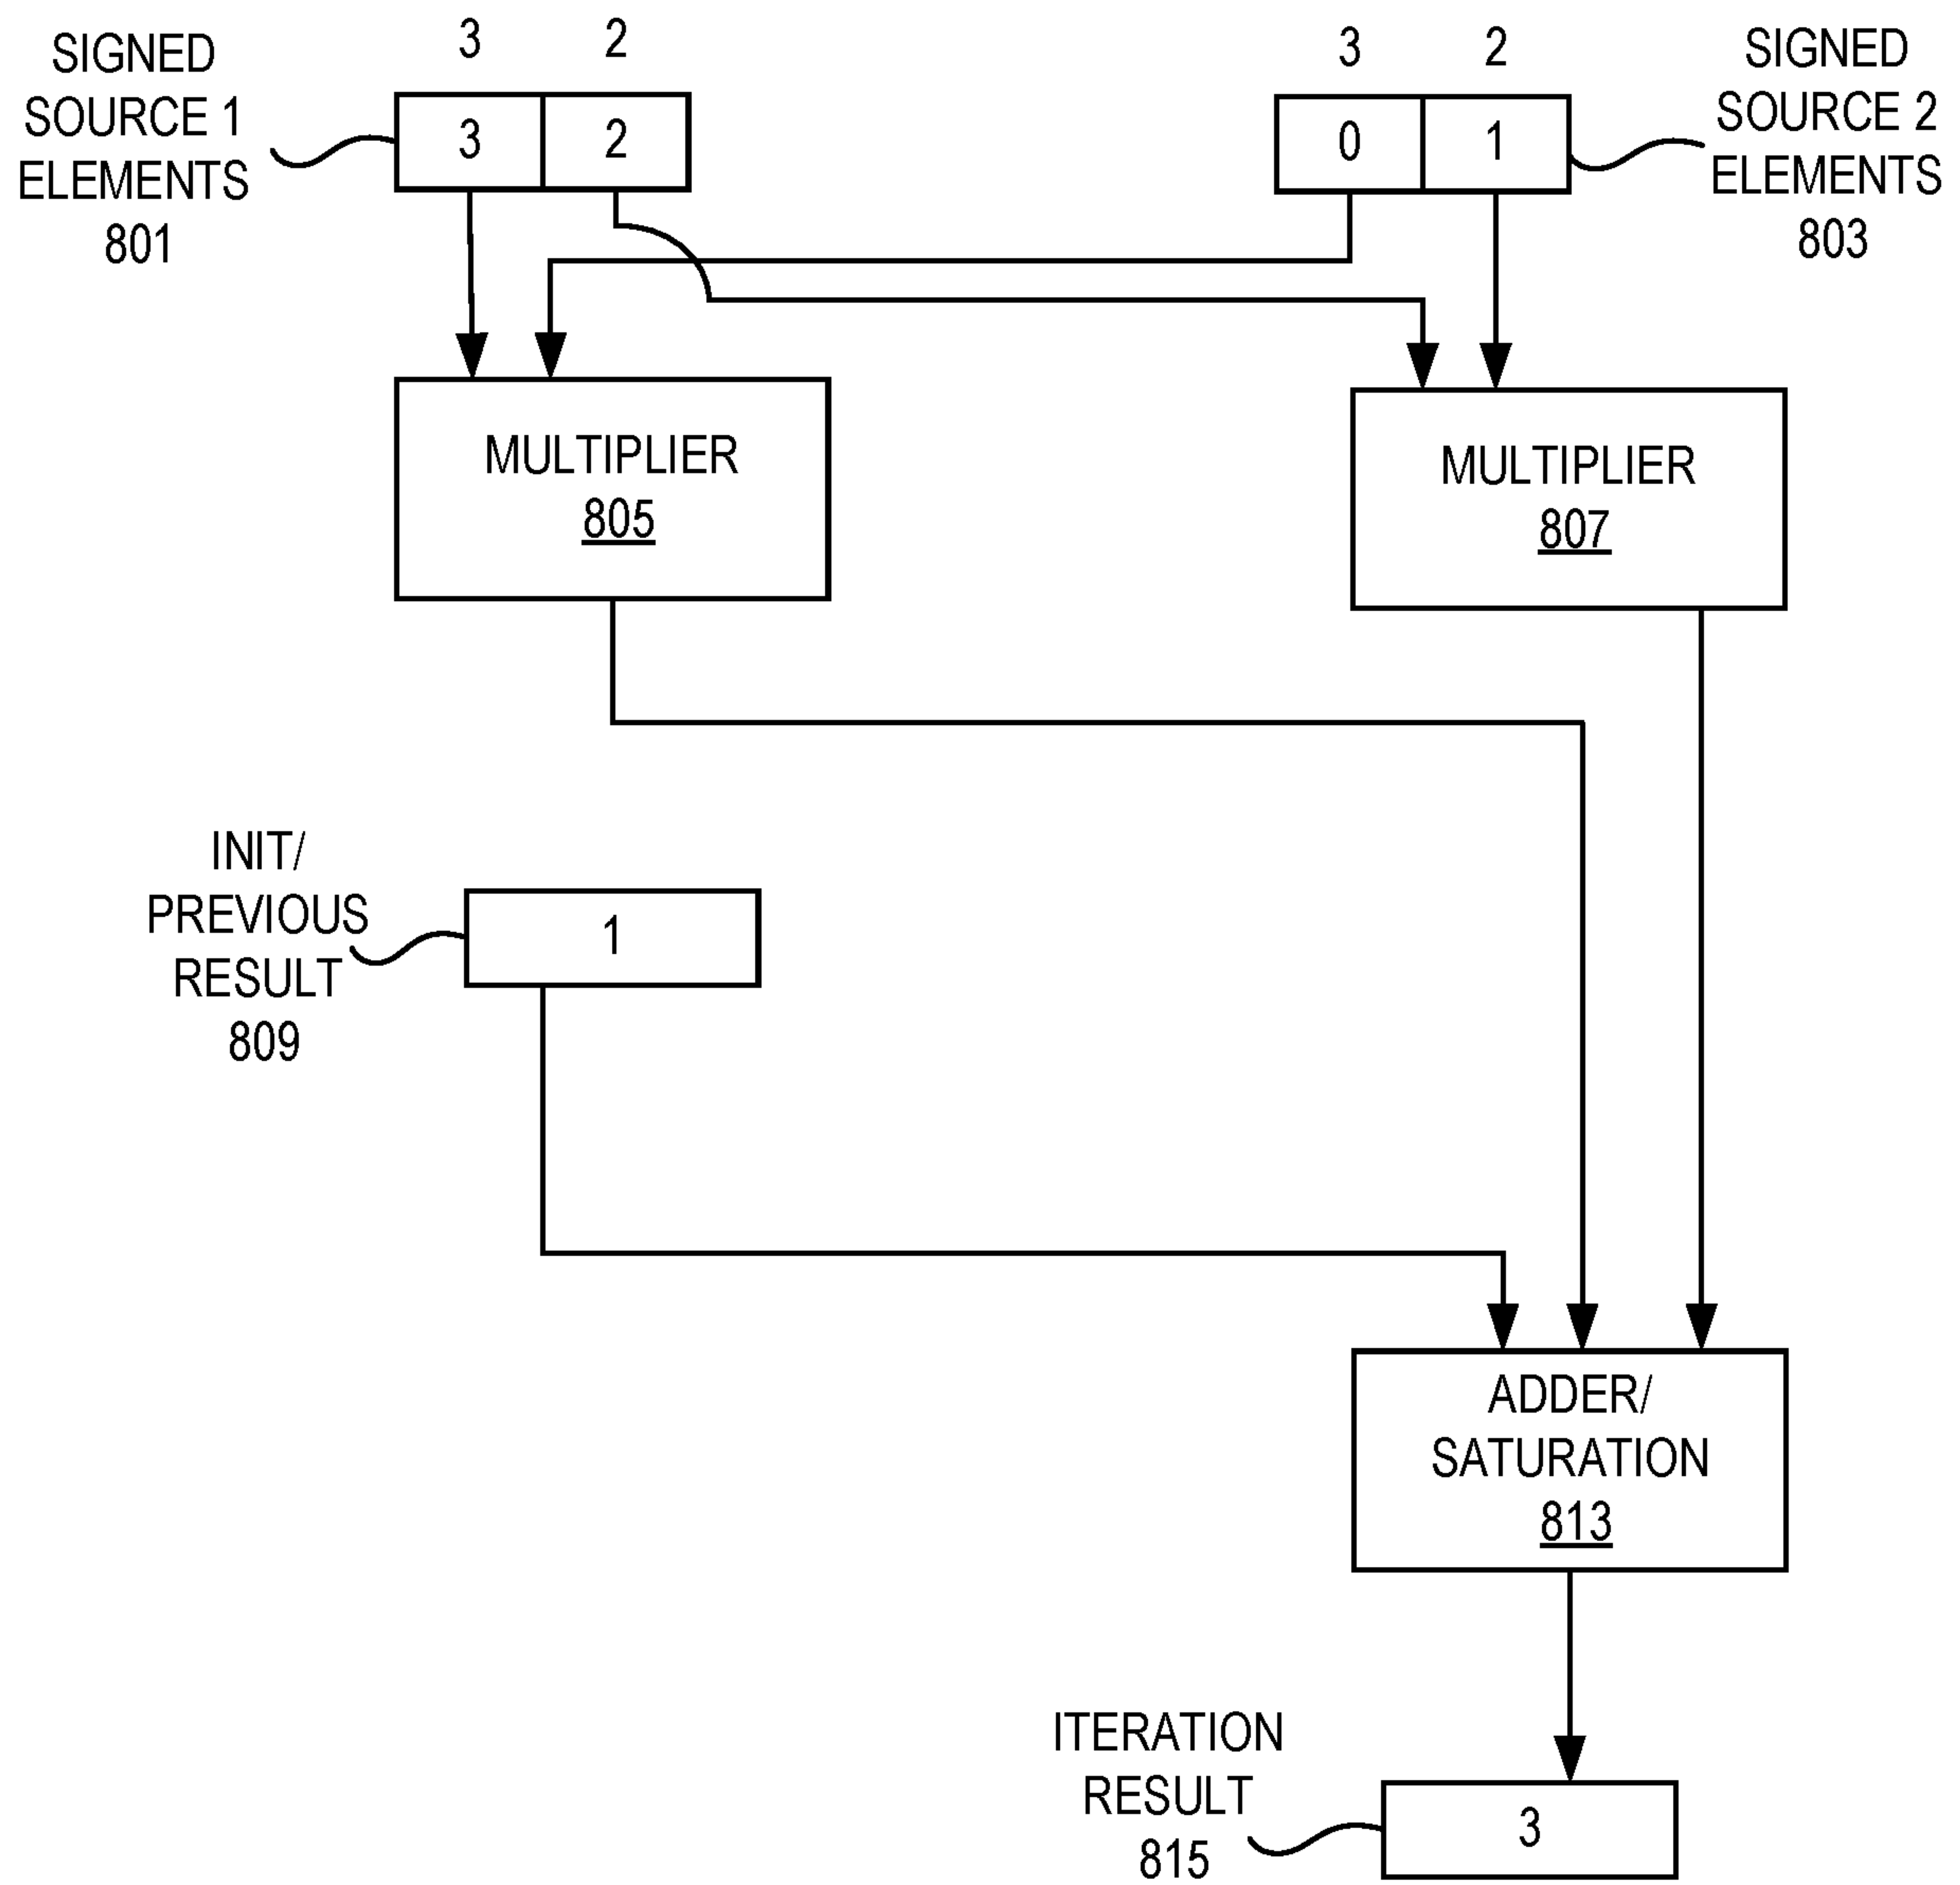 SIGNED
SOURCE 1
ELEMENTS
801
3 2
3 2
3 2
0 1
SIGNED
SOURCE 2
ELEMENTS
803
MULTIPLIER
805
MULTIPLIER
807
INIT/
PREVIOUS
RESULT
809
1
ADDER/
SATURATION
813
ITERATION
RESULT
815
3